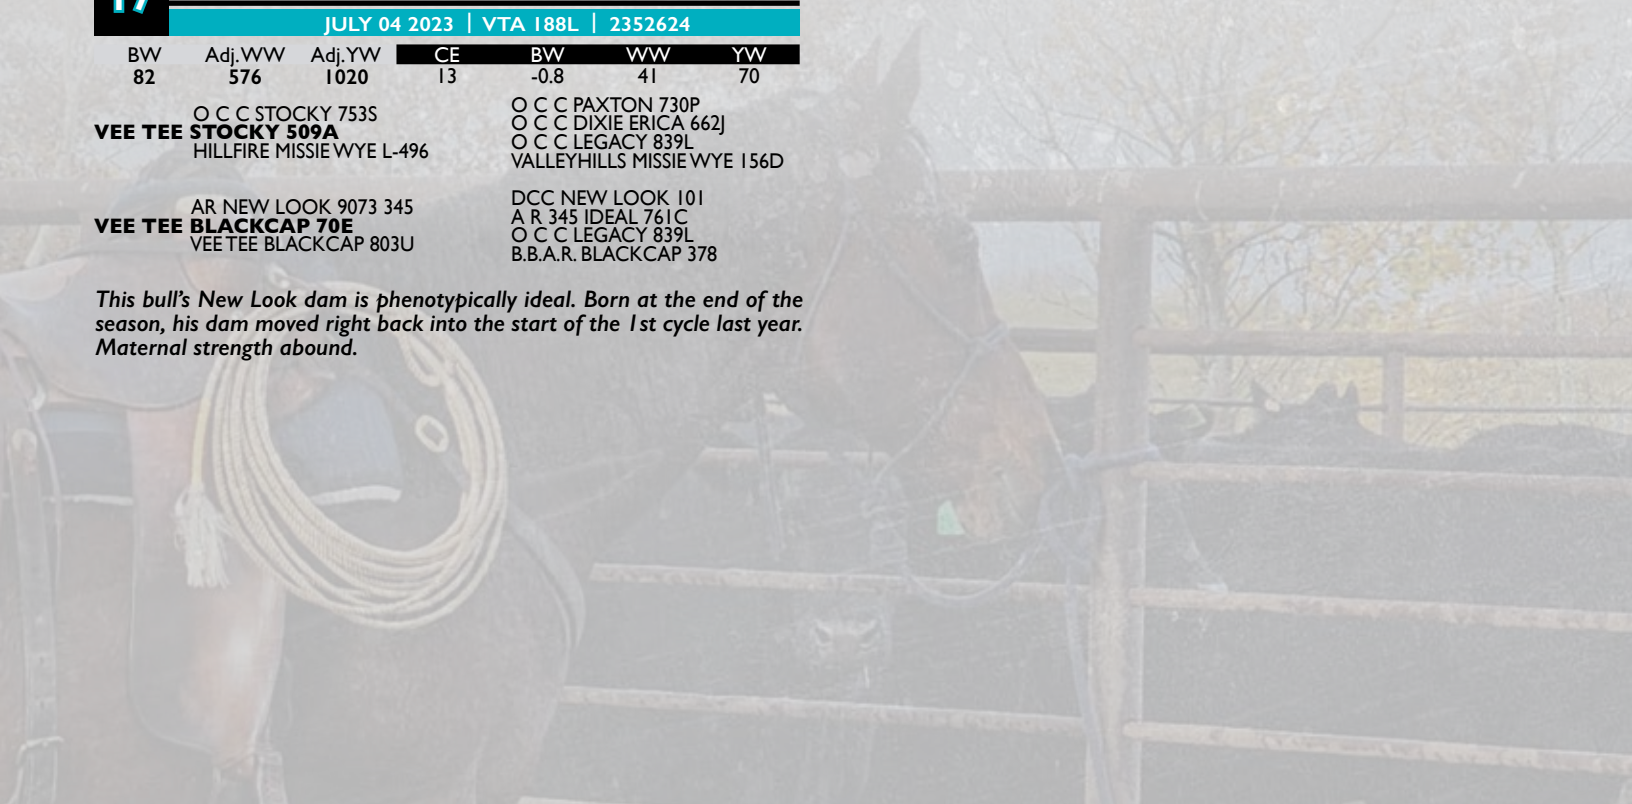 JULY 04 2023 | VTA 188L | 2352624
BW Adj.WW Adj.YW CE BW WW YW
82 576 1020 13 -0.8 41 70
O C C STOCKY 753S
VEE TEE STOCKY 509A
HILLFIRE MISSIE WYE L-496
O C C PAXTON 730P
O C C DIXIE ERICA 662J
O C C LEGACY 839L
VALLEYHILLS MISSIE WYE 156D
AR NEW LOOK 9073 345
VEE TEE BLACKCAP 70E
VEE TEE BLACKCAP 803U
DCC NEW LOOK 101
A R 345 IDEAL 761C
O C C LEGACY 839L
B.B.A.R. BLACKCAP 378
This bull's New Look dam is phenotypically ideal. Born at the end of the
season, his dam moved right back into the start of the 1st cycle last year.
Maternal strength abound.